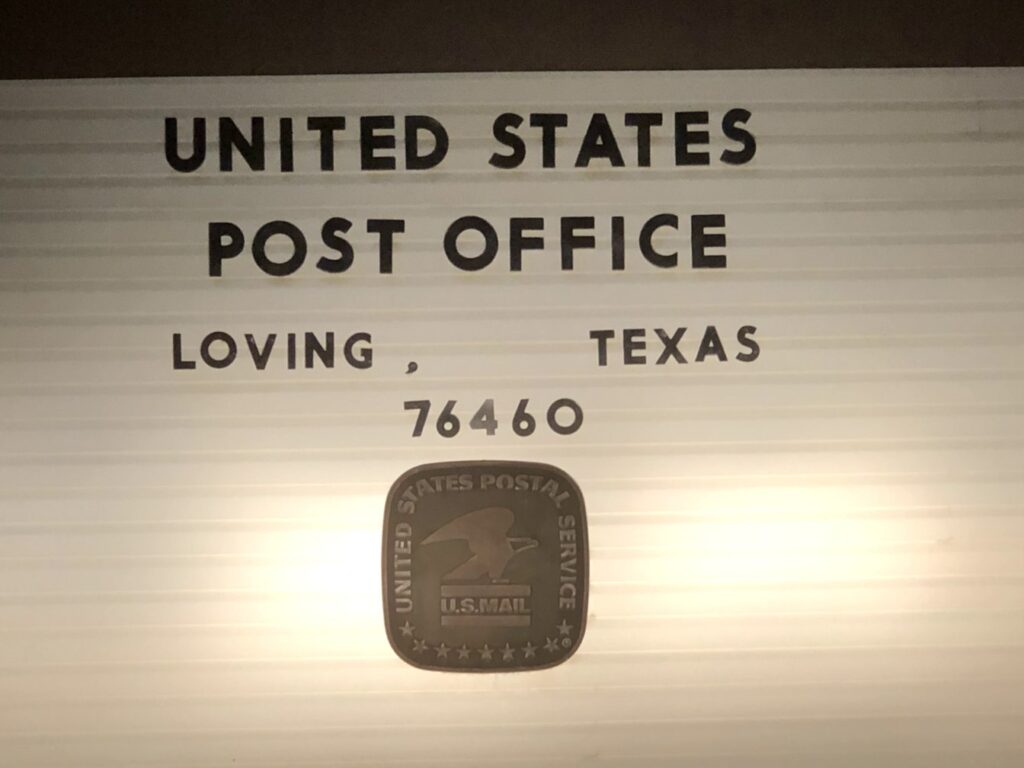 UNITED STATES
POST OFFICE
LOVING, TEXAS
76460
UNITED STATES POSTAL SERVICE
U.S.MAIL